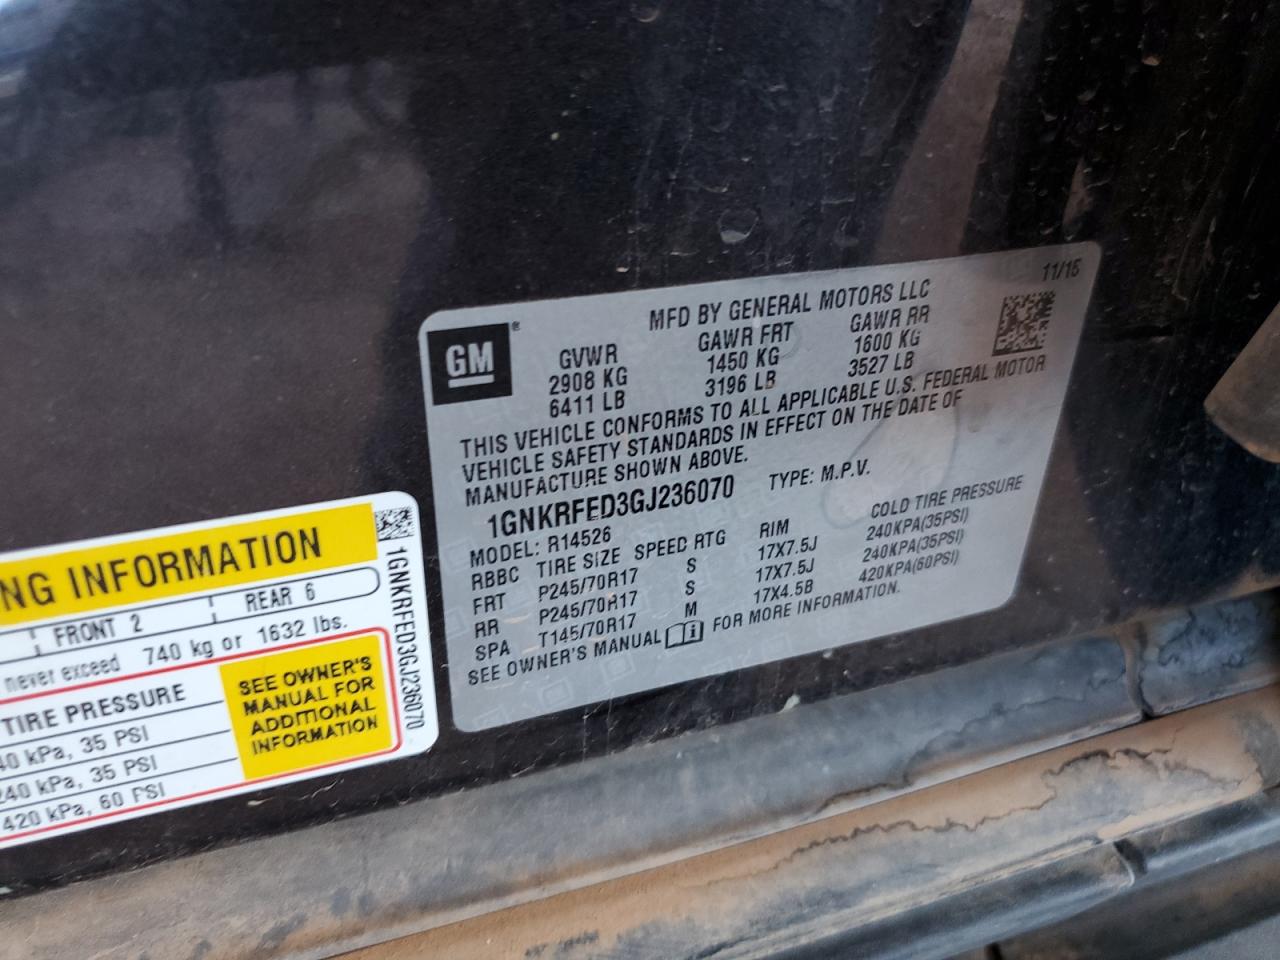 11/15
GM®
MFD BY GENERAL MOTORS LLC
GVWR GAWR FRT GAWR RR
2908 KG 1450 KG 1600 KG
6411 LB 3196 LB 3527 LB
THIS VEHICLE CONFORMS TO ALL APPLICABLE U.S. FEDERAL MOTOR
VEHICLE SAFETY STANDARDS IN EFFECT ON THE DATE OF
MANUFACTURE SHOWN ABOVE.
1GNKRFED3GJ236070 TYPE: M.P.V.
MODEL: R14526
RBBC TIRE SIZE SPEED RTG RIM COLD TIRE PRESSURE
FRT P245/70R17 S 17X7.5J 240KPA(35PSI)
RR P245/70R17 S 17X7.5J 240KPA(35PSI)
SPA T145/70R17 M 17X4.5B 420KPA(60PSI)
SEE OWNER'S MANUAL FOR MORE INFORMATION.
NG INFORMATION
FRONT 2 REAR 6
never exceed 740 kg or 1632 lbs.
TIRE PRESSURE
40 kPa, 35 PSI
240 kPa, 35 PSI
420 kPa, 60 PSI
SEE OWNER'S
MANUAL FOR
ADDITIONAL
INFORMATION
1GNKRFED3GJ236070